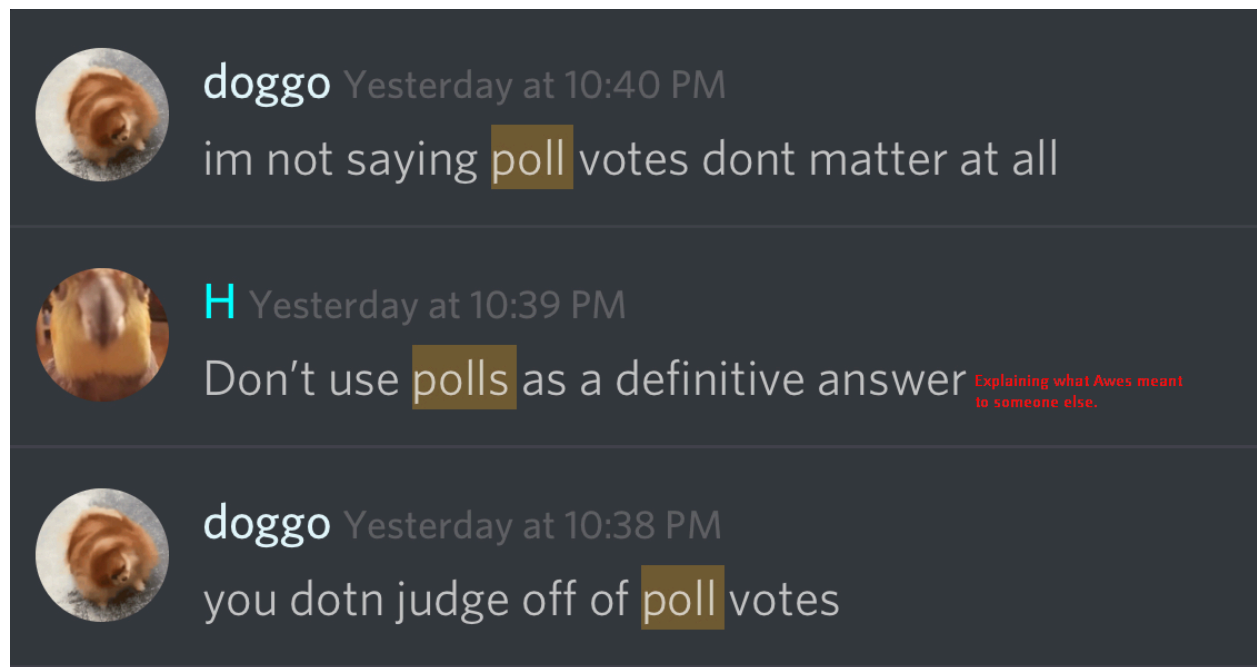 doggo Yesterday at 10:40 PM
im not saying poll votes dont matter at all
H Yesterday at 10:39 PM
Don’t use polls as a definitive answer
Explaining what Awes meant
to someone else.
doggo Yesterday at 10:38 PM
you dotn judge off of poll votes